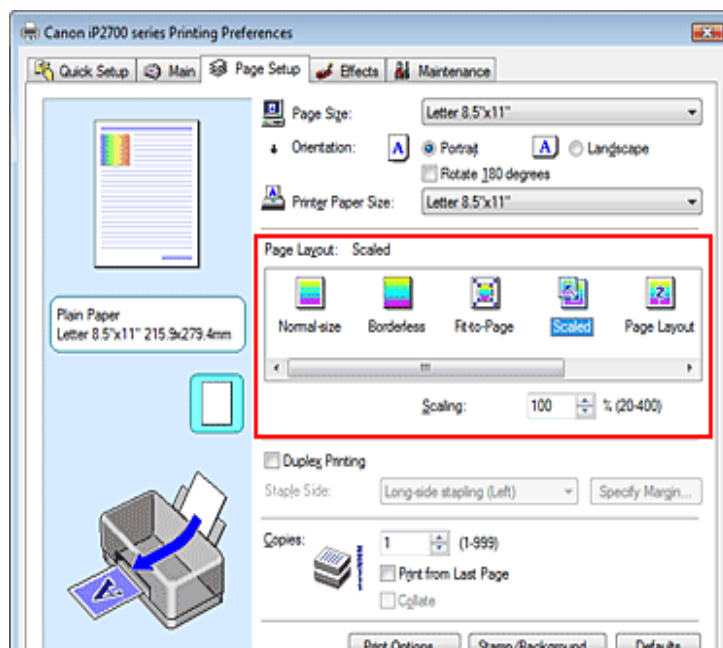 Canon iP2700 series Printing Preferences
Quick Setup Main Page Setup Effects Maintenance
Page Size: Letter 8.5"x11"
Orientation: A Portrait A Landscape
Rotate 180 degrees
Printer Paper Size: Letter 8.5"x11"
Page Layout: Scaled
Normal-size Borderless Fit-to-Page Scaled Page Layout
Scaling: 100 % (20-400)
Plain Paper
Letter 8.5"x11" 215.9x279.4mm
Duplex Printing
Staple Side: Long-side stapling (Left) Specify Margin...
Copies: 1 (1-999)
Print from Last Page
Collate
Print Options... Stamp/Background... Defaults